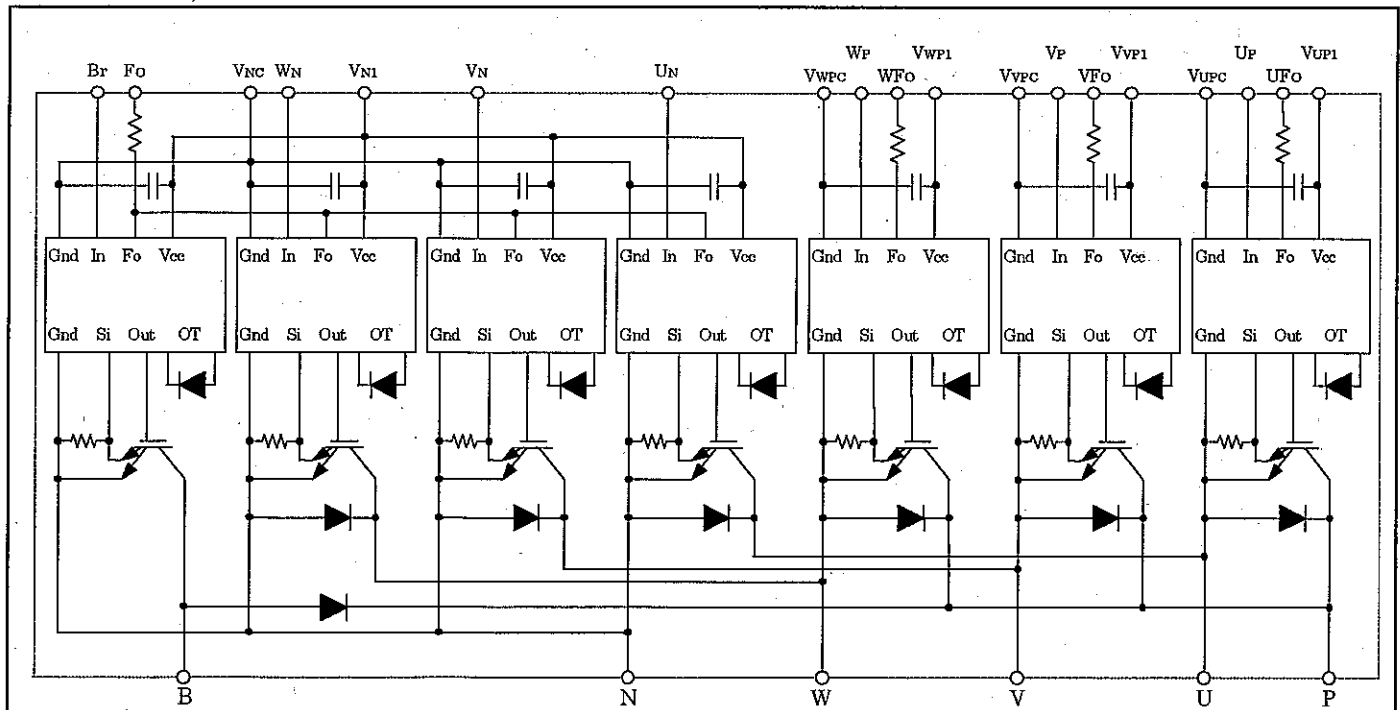 WP VWP1 VP VVP1 UP VUP1
Br FO VNC WN VN1 VN UN VWPC WFO VVPC VFO VUPC UFO
Gnd In Fo Vcc Gnd In Fo Vcc Gnd In Fo Vcc Gnd In Fo Vcc Gnd In Fo Vcc Gnd In Fo Vcc Gnd In Fo Vcc
Gnd Si Out OT Gnd Si Out OT Gnd Si Out OT Gnd Si Out OT Gnd Si Out OT Gnd Si Out OT Gnd Si Out OT
B N W V U P